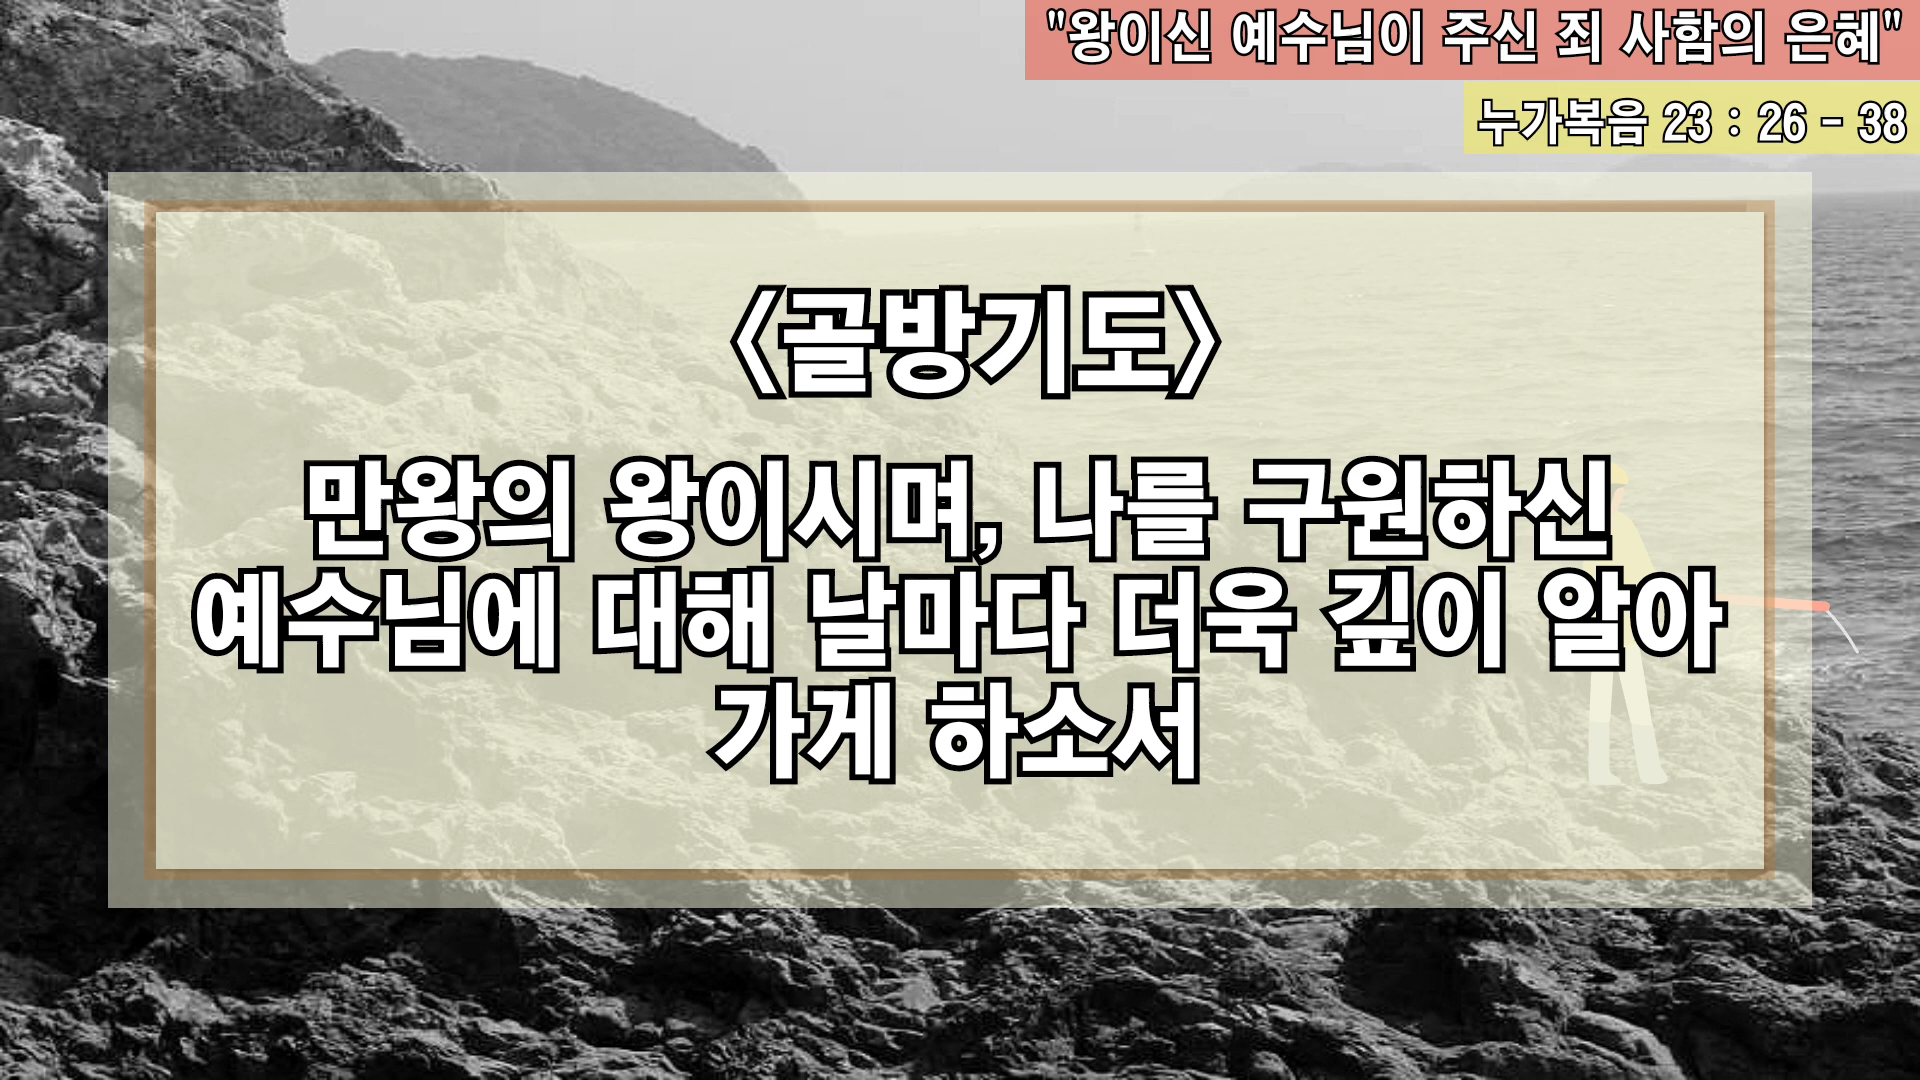 "왕이신 예수님이 주신 죄 사함의 은혜"
누가복음 23 : 26 - 38
〈골방기도〉
만왕의 왕이시며, 나를 구원하신
예수님에 대해 날마다 더욱 깊이 알아
가게 하소서